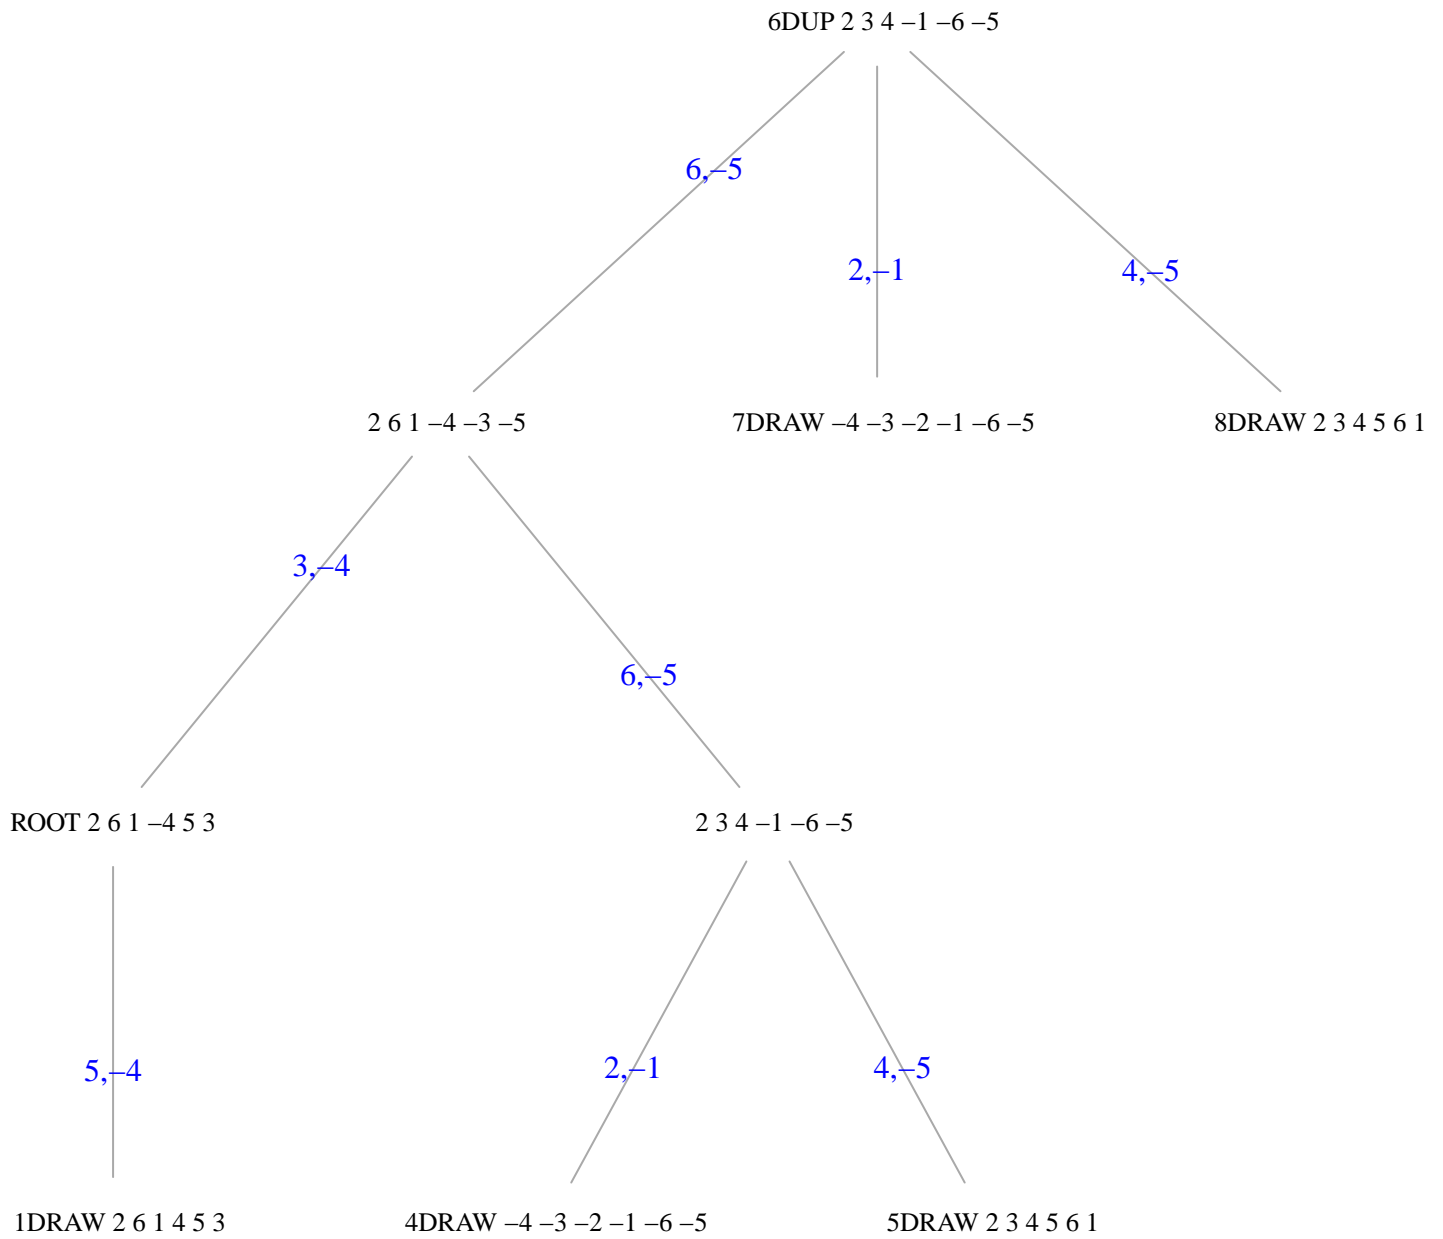 6DUP 2 3 4 –1 –6 –5
6,–5
2,–1
4,–5
2 6 1 –4 –3 –5
7DRAW –4 –3 –2 –1 –6 –5
8DRAW 2 3 4 5 6 1
3,–4
6,–5
ROOT 2 6 1 –4 5 3
2 3 4 –1 –6 –5
5,–4
2,–1
4,–5
1DRAW 2 6 1 4 5 3
4DRAW –4 –3 –2 –1 –6 –5
5DRAW 2 3 4 5 6 1